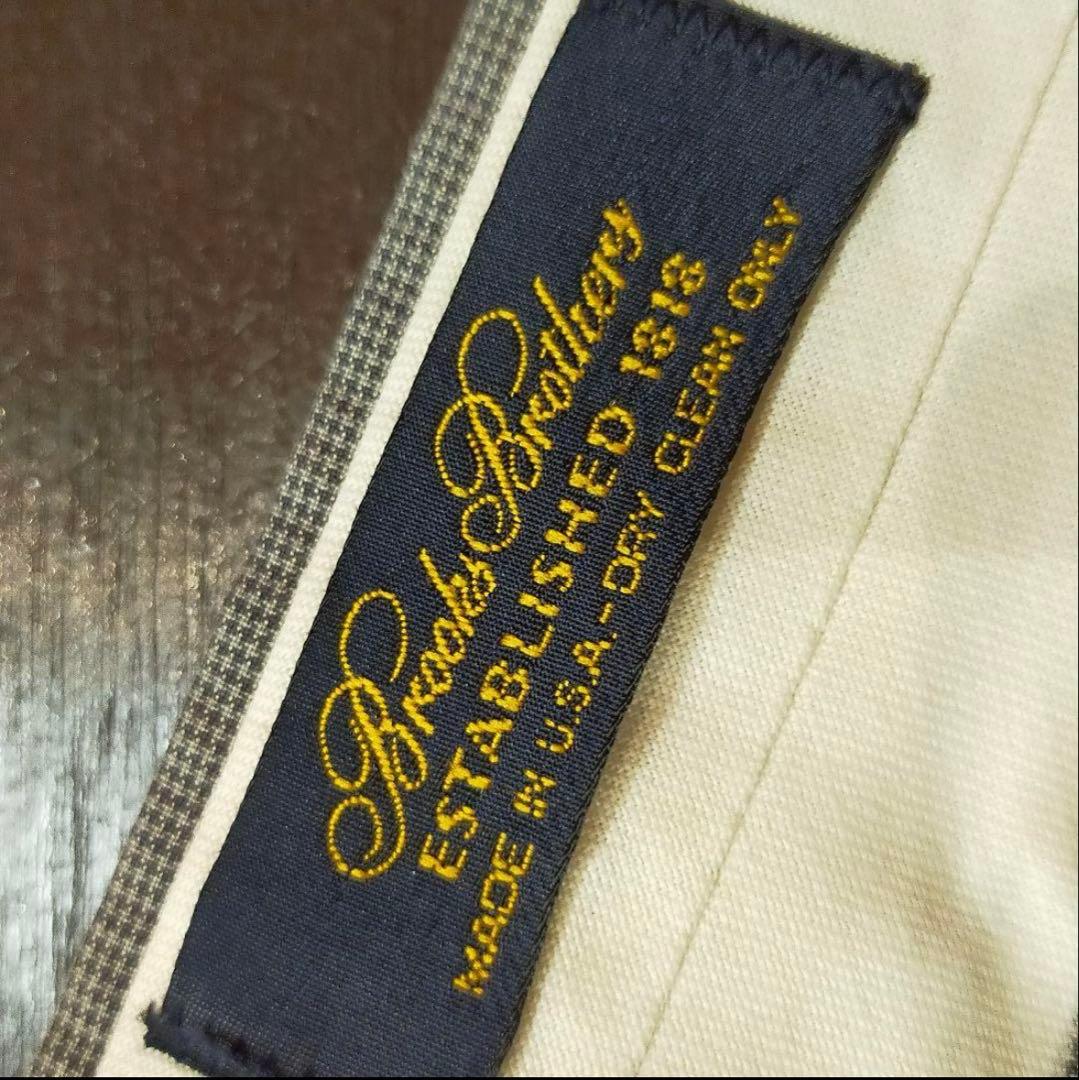 Brooks Brothers
ESTABLISHED 1818
MADE IN U.S.A.-DRY CLEAN ONLY